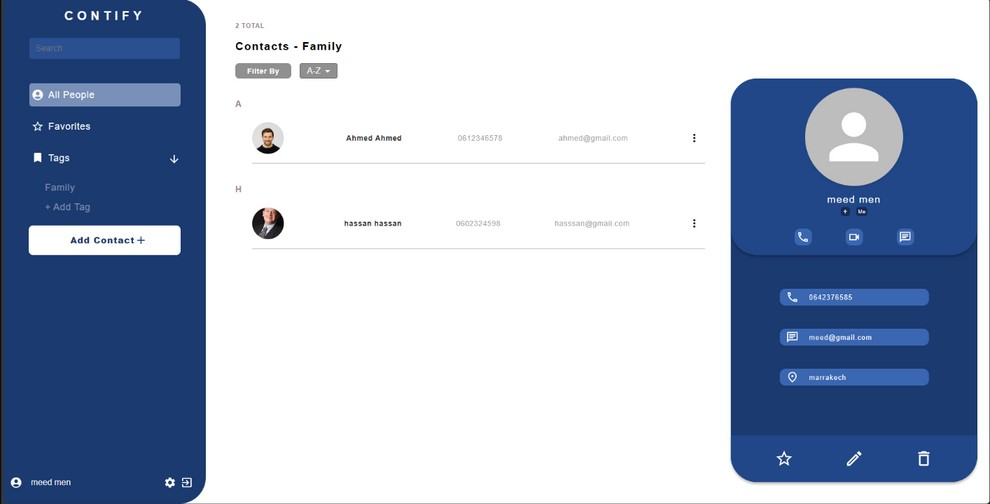 CONTIFY
Search
All People
Favorites
Tags
Family
+ Add Tag
Add Contact +
meed men
2 TOTAL
Contacts - Family
Filter By A-Z
A
Ahmed Ahmed 0612346578 ahmed@gmail.com
H
hassan hassan 0602324598 hasssan@gmail.com
meed men
+ Me
0642376585
meed@gmail.com
marrakech